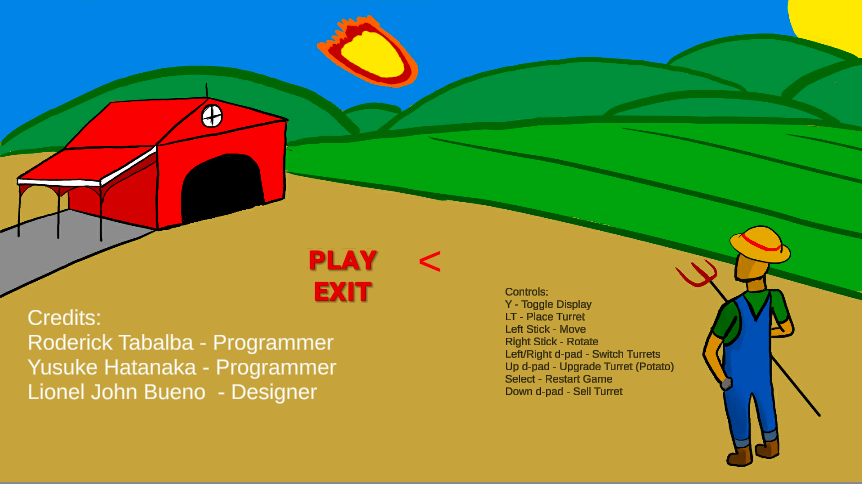 PLAY <
EXIT
Credits:
Roderick Tabalba - Programmer
Yusuke Hatanaka - Programmer
Lionel John Bueno  - Designer
Controls:
Y - Toggle Display
LT - Place Turret
Left Stick - Move
Right Stick - Rotate
Left/Right d-pad - Switch Turrets
Up d-pad - Upgrade Turret (Potato)
Select - Restart Game
Down d-pad - Sell Turret